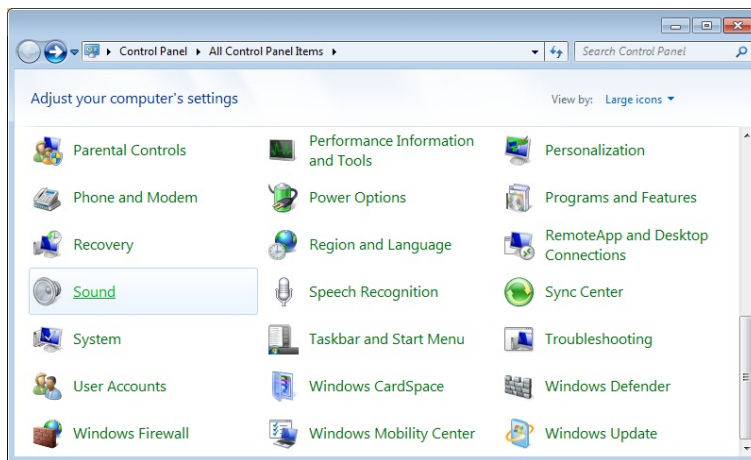 Control Panel ▸ All Control Panel Items ▸
Search Control Panel
Adjust your computer's settings
View by: Large icons
Parental Controls
Performance Information
and Tools
Personalization
Phone and Modem
Power Options
Programs and Features
Recovery
Region and Language
RemoteApp and Desktop
Connections
Sound
Speech Recognition
Sync Center
System
Taskbar and Start Menu
Troubleshooting
User Accounts
Windows CardSpace
Windows Defender
Windows Firewall
Windows Mobility Center
Windows Update